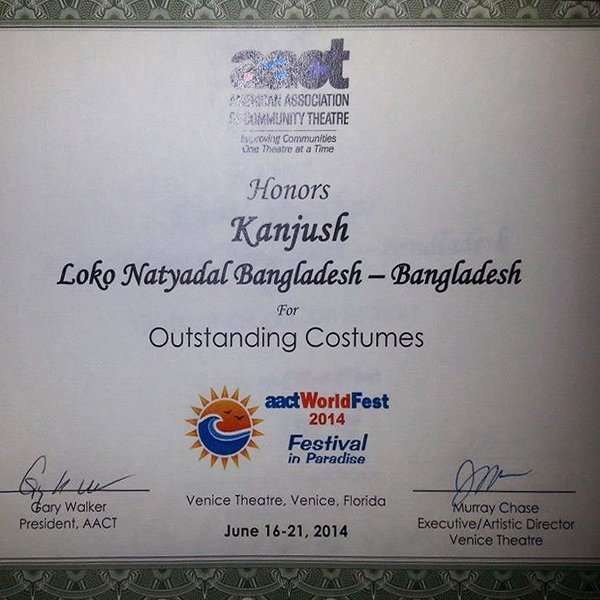 aact
AMERICAN ASSOCIATION
OF COMMUNITY THEATRE
Improving Communities
One Theatre at a Time
Honors
Kanjush
Loko Natyadal Bangladesh – Bangladesh
For
Outstanding Costumes
aactWorldFest
2014
Festival
in Paradise
Gary Walker
President, AACT
Venice Theatre, Venice, Florida
June 16-21, 2014
Murray Chase
Executive/Artistic Director
Venice Theatre